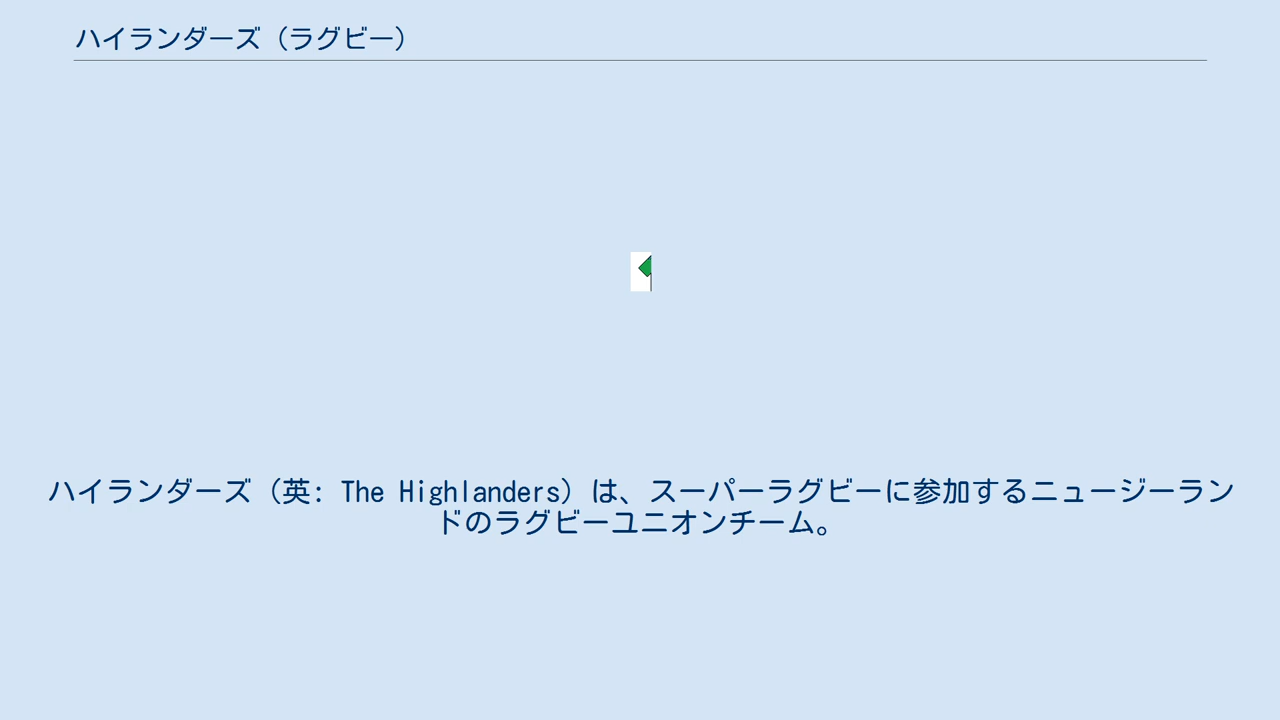 ハイランダーズ（ラグビー）
ハイランダーズ（英: The Highlanders）は、スーパーラグビーに参加するニュージーラン
ドのラグビーユニオンチーム。